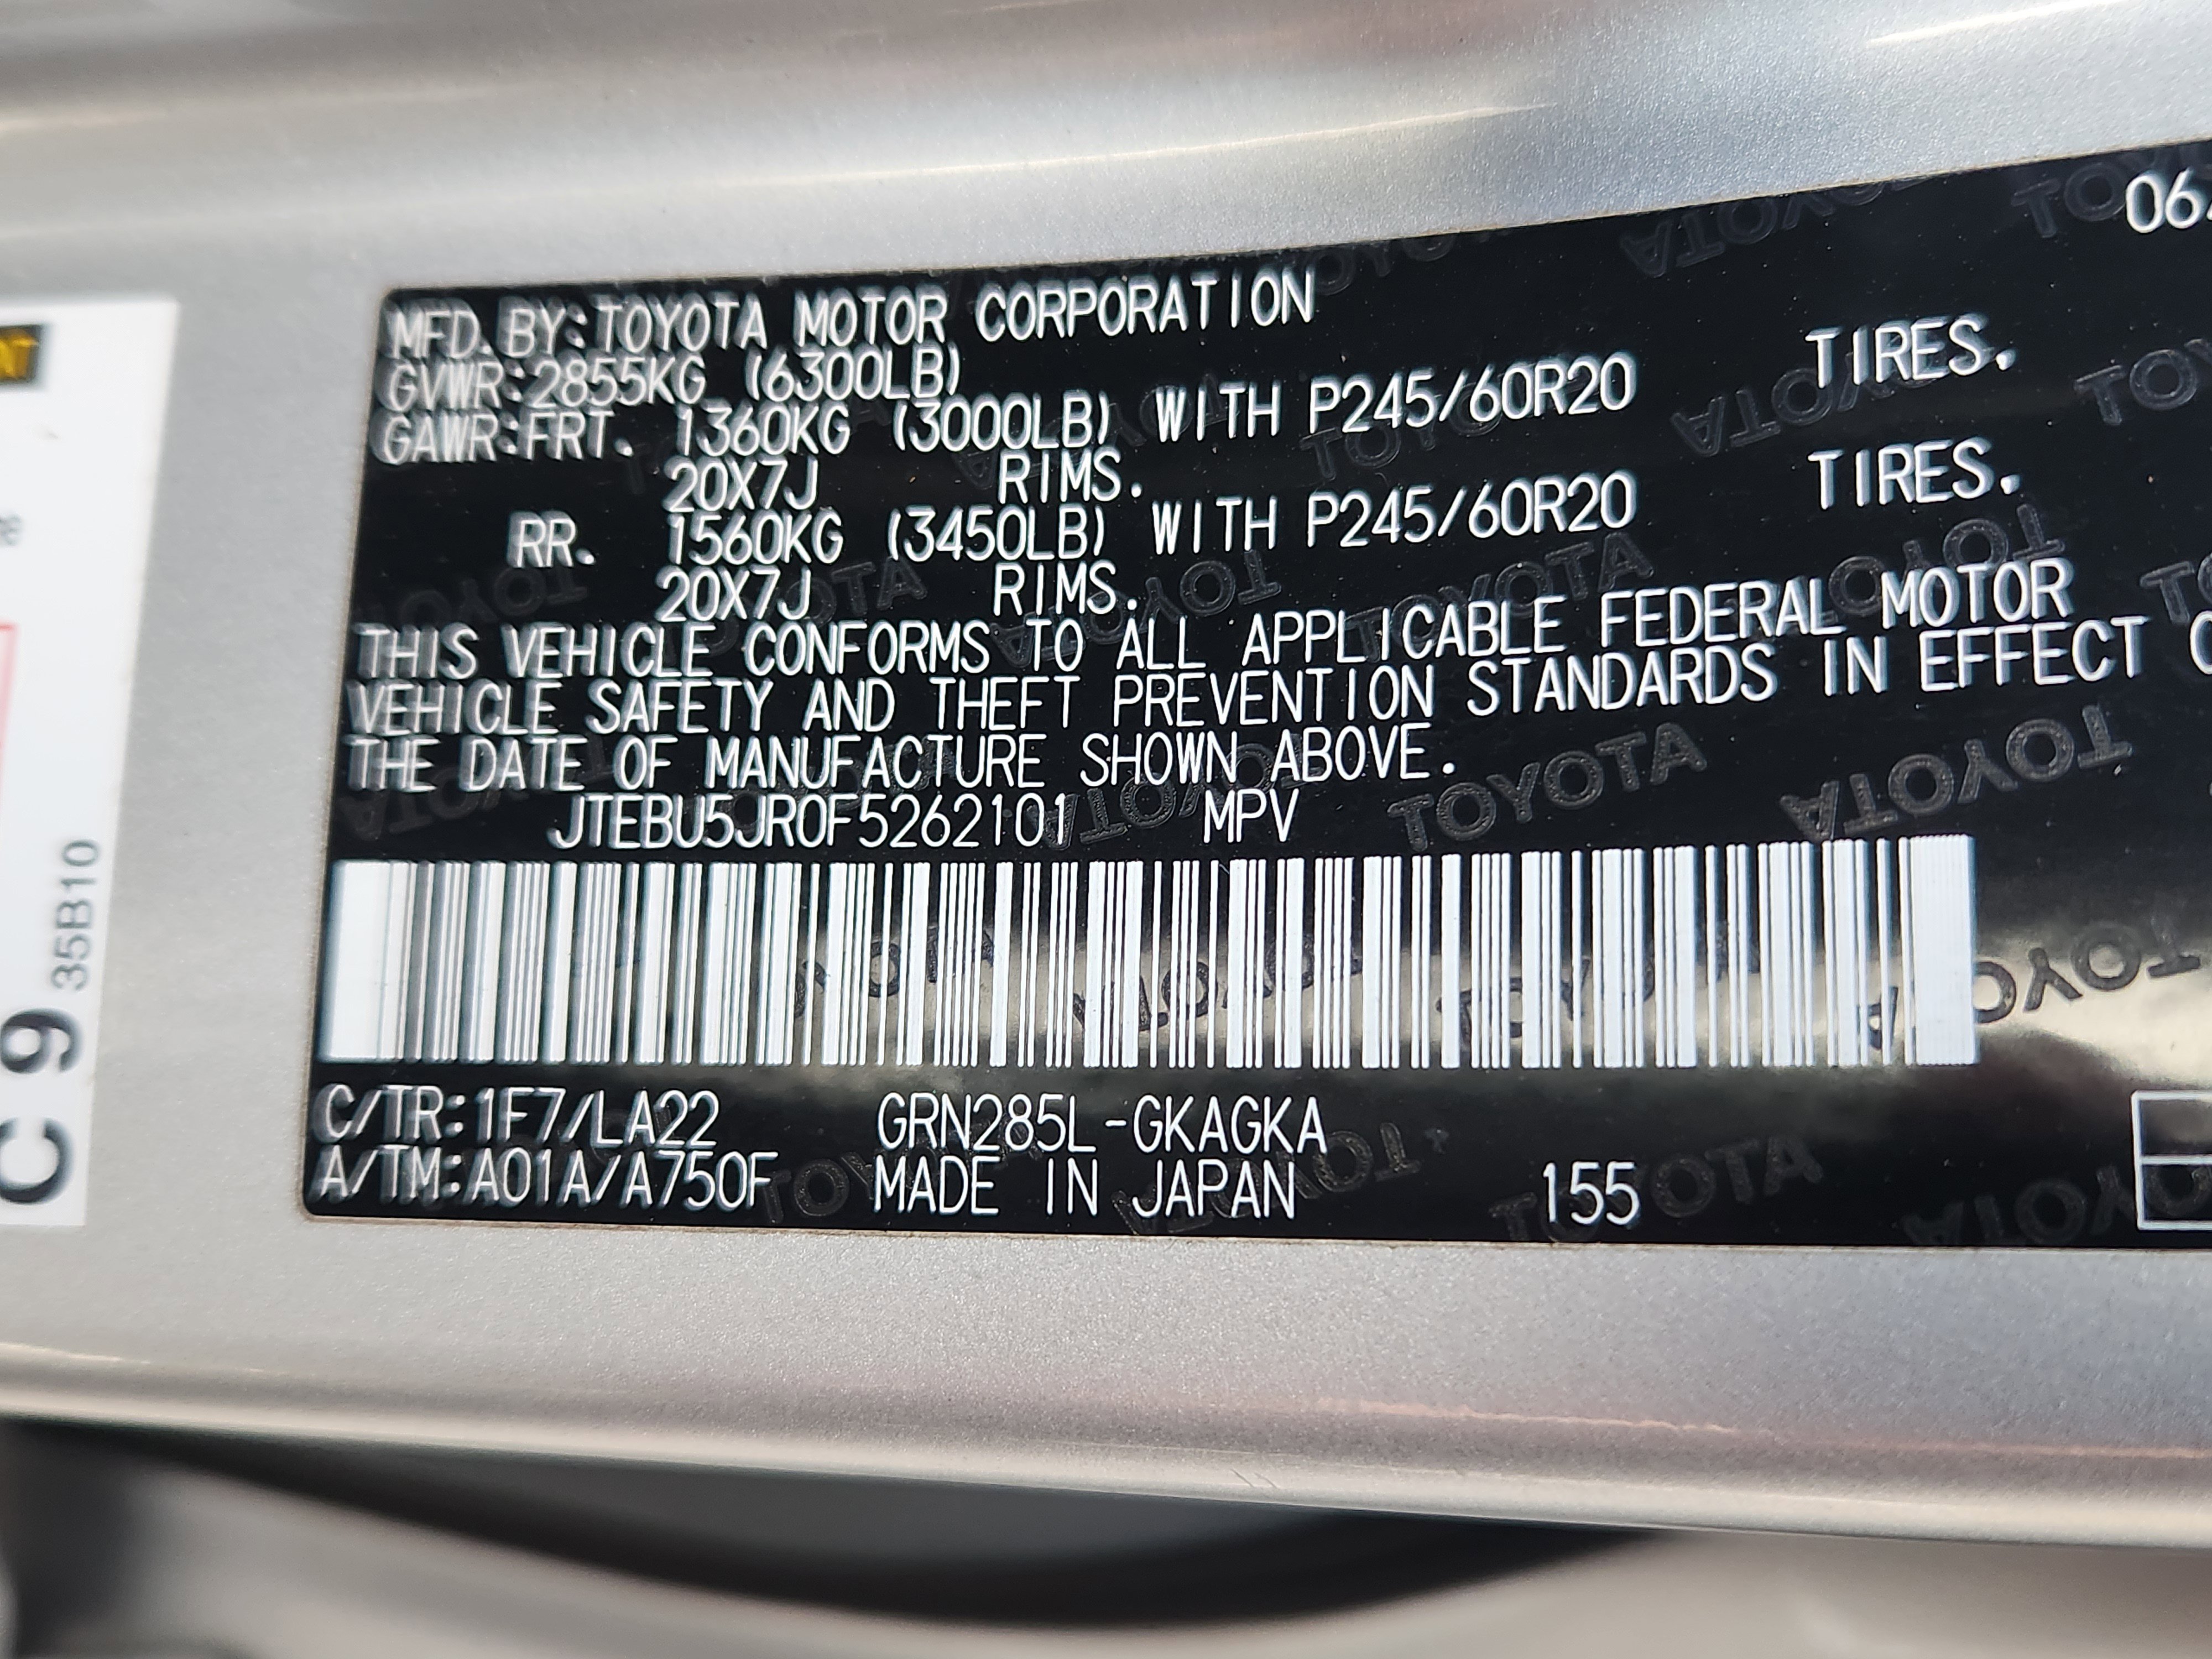 06
MFD. BY: TOYOTA MOTOR CORPORATION
GVWR: 2855KG (6300LB)
GAWR: FRT. 1360KG (3000LB) WITH P245/60R20 TIRES.
20X7J RIMS.
RR. 1560KG (3450LB) WITH P245/60R20 TIRES.
20X7J RIMS.
THIS VEHICLE CONFORMS TO ALL APPLICABLE FEDERAL MOTOR
VEHICLE SAFETY AND THEFT PREVENTION STANDARDS IN EFFECT
THE DATE OF MANUFACTURE SHOWN ABOVE.
JTEBU5JR0F5262101 MPV
C/TR: 1F7/LA22 GRN285L-GKAGKA
A/TM: A01A/A750F MADE IN JAPAN 155
C 9 35B10
TOYOTA